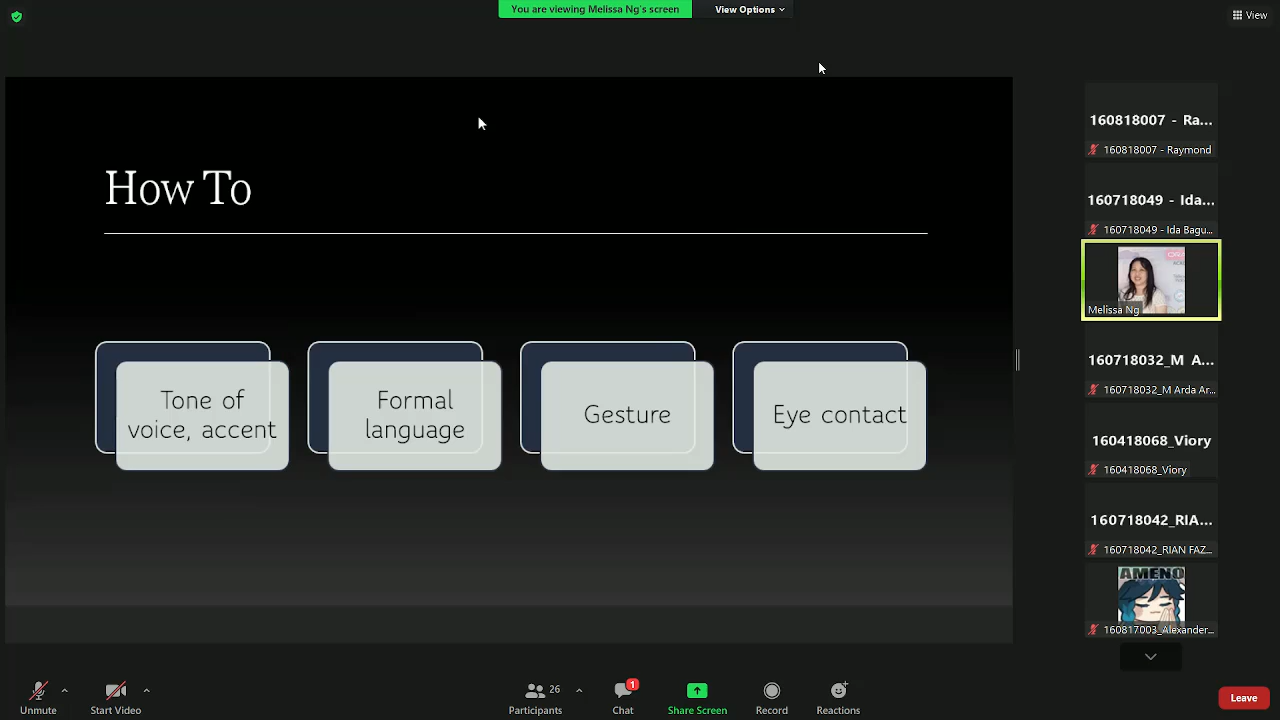 You are viewing Melissa Ng's screen
View Options
View
How To
Tone of
voice, accent
Formal
language
Gesture
Eye contact
160818007 - Ra...
160818007 - Raymond
160718049 - Ida...
160718049 - Ida Bagu...
Melissa Ng
160718032_M A...
160718032_M Arda Ar...
160418068_Viory
160418068_Viory
160718042_RIA...
160718042_RIAN FAZ...
AMENO
160817003_Alexander...
Unmute
Start Video
26
Participants
1
Chat
Share Screen
Record
Reactions
Leave